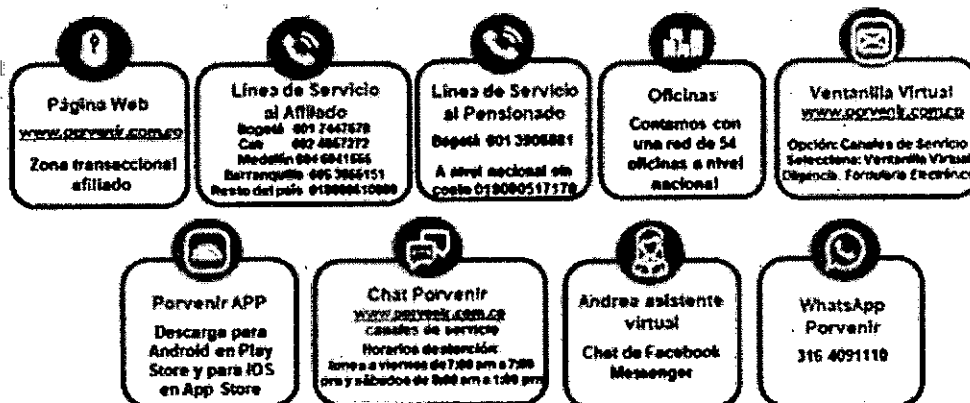 Página Web
www.porvenir.com.co
Zona transaccional
afiliado
Línea de Servicio
al Afiliado
Bogotá 601 7447678
Cali 602 4857272
Medellín 604 6041555
Barranquilla 605 3855151
Resto del país 018000510800
Línea de Servicio
al Pensionado
Bogotá 601 3906881
A nivel nacional sin
costo 018000517170
Oficinas
Contamos con
una red de 54
oficinas a nivel
nacional
Ventanilla Virtual
www.porvenir.com.co
Opción: Canales de Servicio
Selecciona: Ventanilla Virtual
Diligencia: Formulario Electrónico
Porvenir APP
Descarga para
Android en Play
Store y para IOS
en App Store
Chat Porvenir
www.porvenir.com.co
canales de servicio
Horarios de atención:
lunes a viernes de 7:00 am a 7:00
pm y sábados de 8:00 am a 1:00 pm
Andrea asistente
virtual
Chat de Facebook
Messenger
WhatsApp
Porvenir
316 4091110